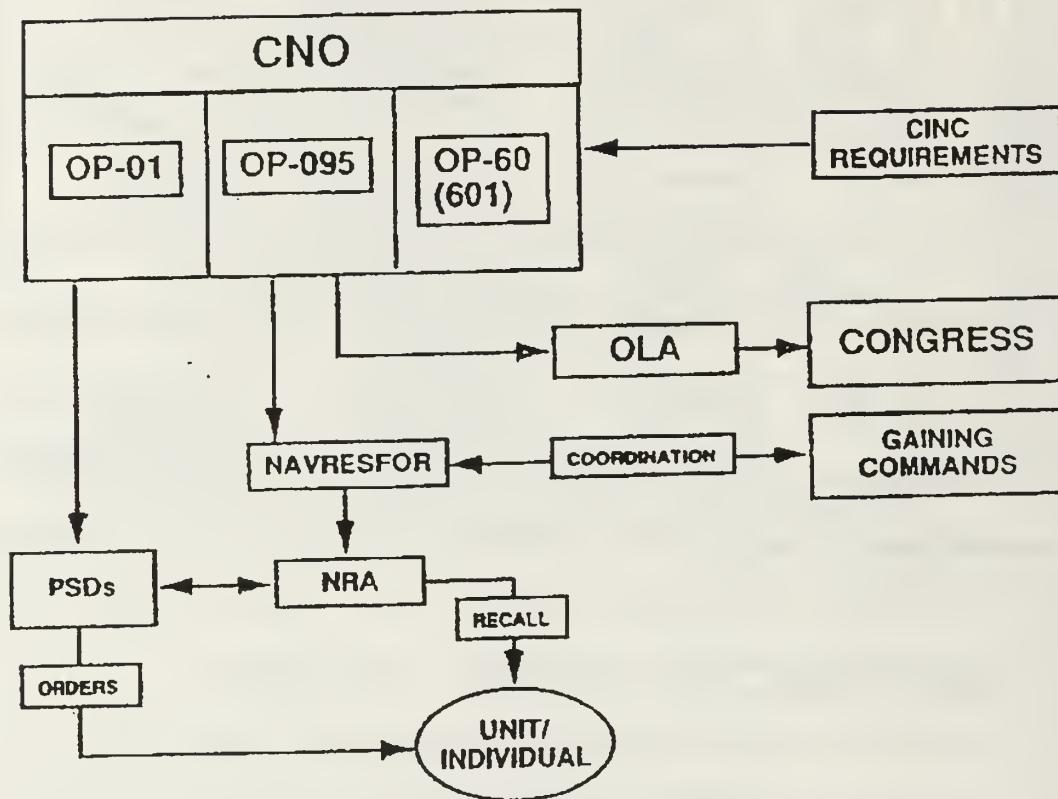 CNO
OP-01
OP-095
OP-60
(601)
CINC
REQUIREMENTS
OLA
CONGRESS
NAVRESFOR
COORDINATION
GAINING
COMMANDS
PSDs
NRA
RECALL
ORDERS
UNIT/
INDIVIDUAL